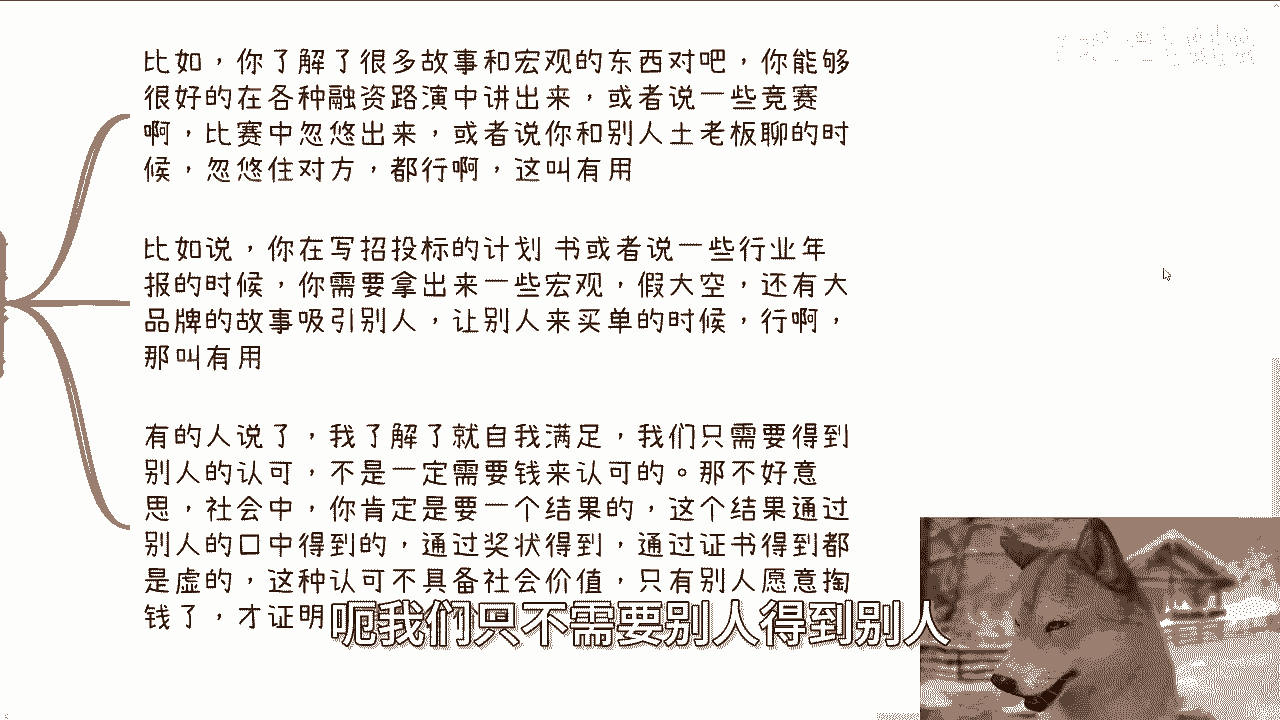 比如，你了解了很多故事和宏观的东西对吧，你能够
很好的在各种融资路演中讲出来，或者说一些竞赛
啊，比赛中忽悠出来，或者说你和别人土老板聊的时
候，忽悠住对方，都行啊，这叫有用
比如说，你在写招投标的计划 书或者说一些行业年
报的时候，你需要拿出来一些宏观，假大空，还有大
品牌的故事吸引别人，让别人来买单的时候，行啊，
那叫有用
有的人说了，我了解了就自我满足，我们只需要得到
别人的认可，不是一定需要钱来认可的。那不好意
思，社会中，你肯定是要一个结果的，这个结果通过
别人的口中得到的，通过奖状得到，通过证书得到都
是虚的，这种认可不具备社会价值，只有别人愿意掏
钱了，才证明
呃我们只不需要别人得到别人